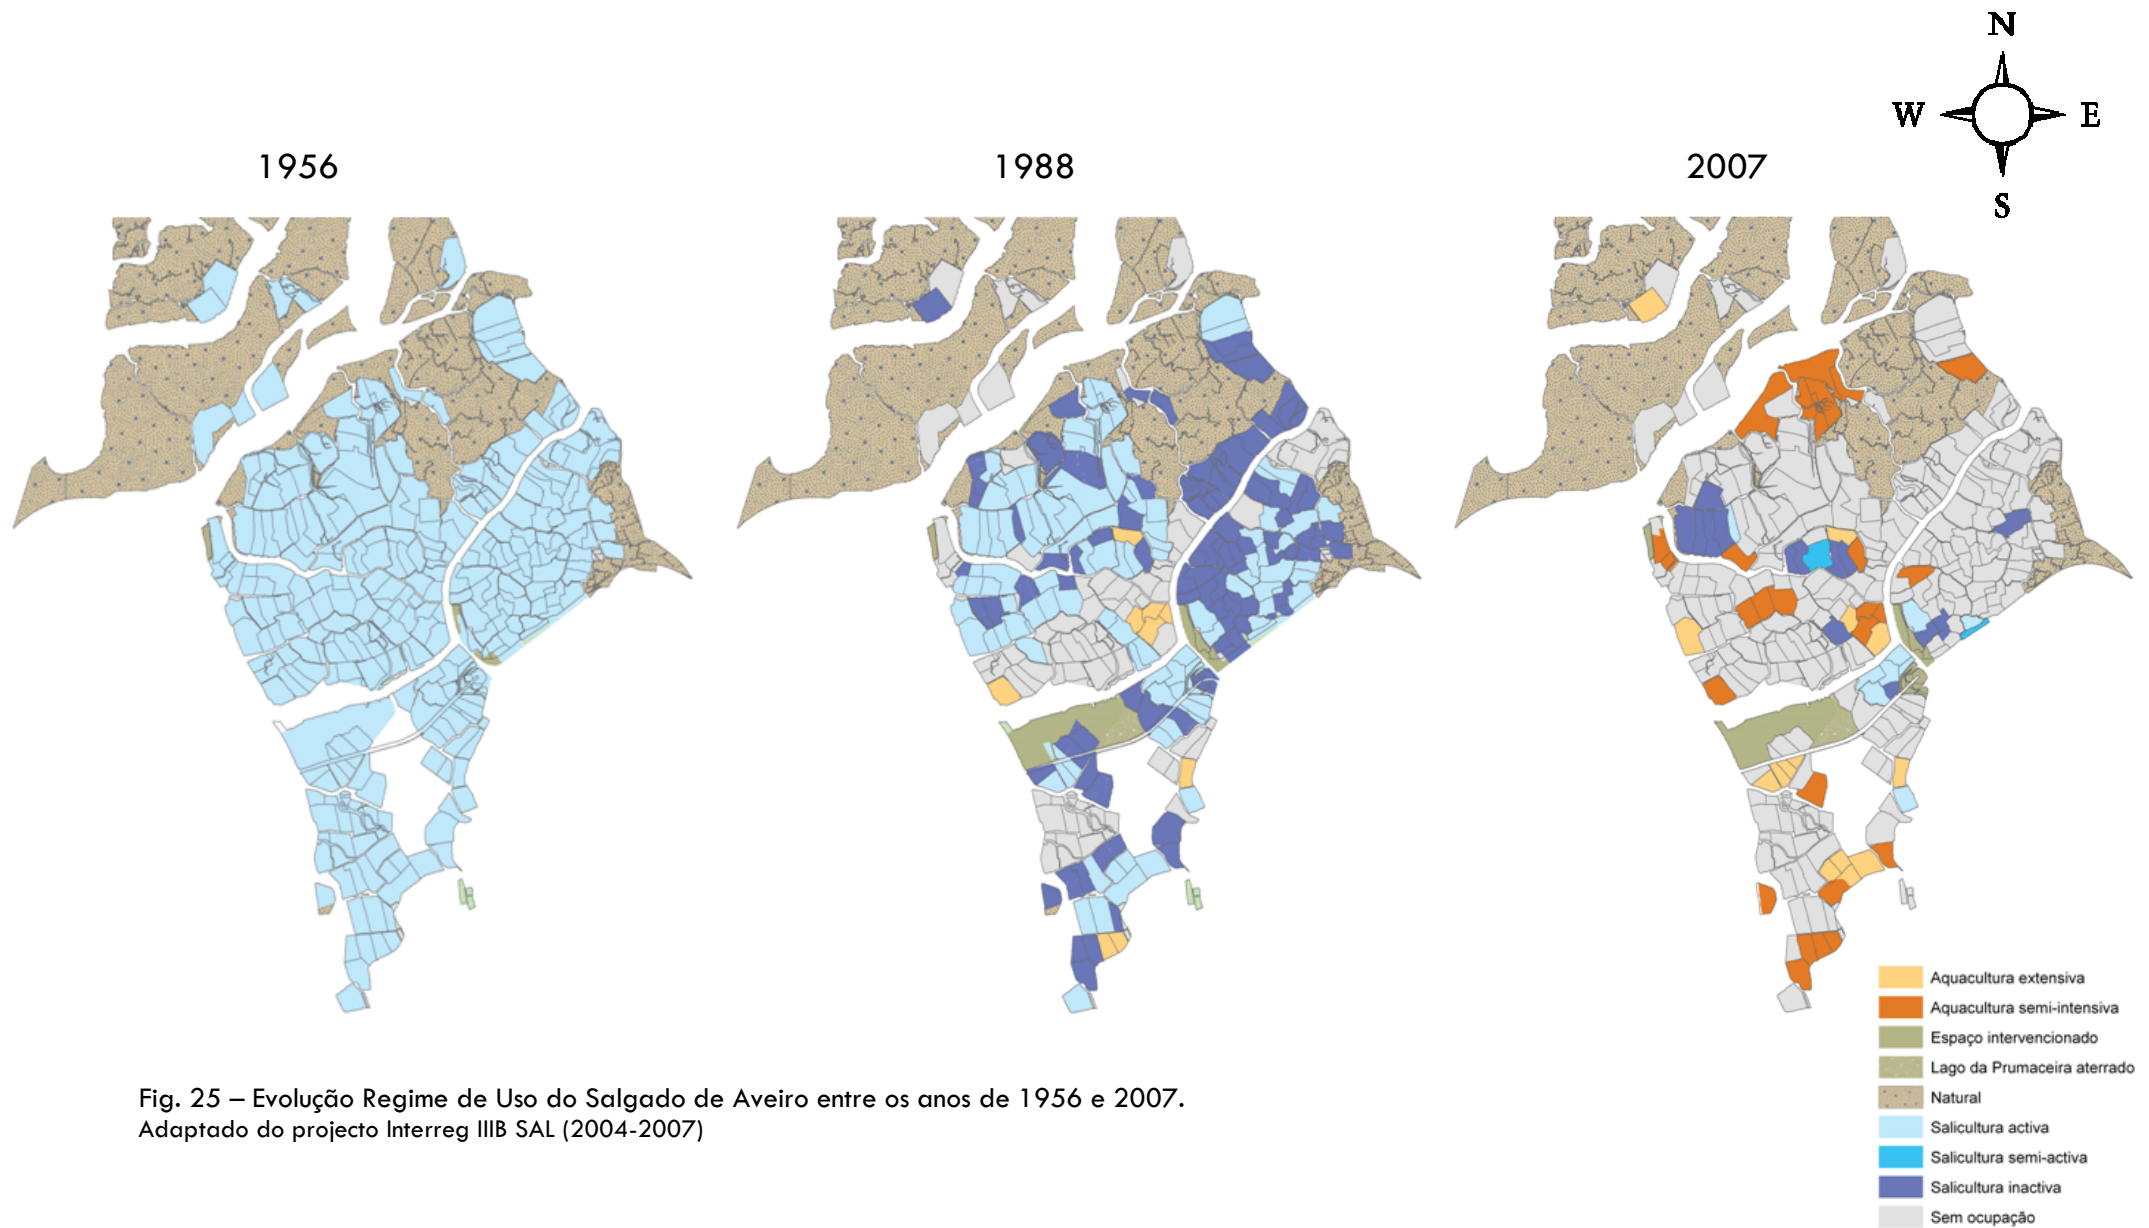 N
W
E
S
1956
1988
2007
Aquacultura extensiva
Aquacultura semi-intensiva
Espaço intervencionado
Lago da Prumaceira aterrado
Natural
Salicultura activa
Salicultura semi-activa
Salicultura inactiva
Sem ocupação
Fig. 25 – Evolução Regime de Uso do Salgado de Aveiro entre os anos de 1956 e 2007.
Adaptado do projecto Interreg IIIB SAL (2004-2007)